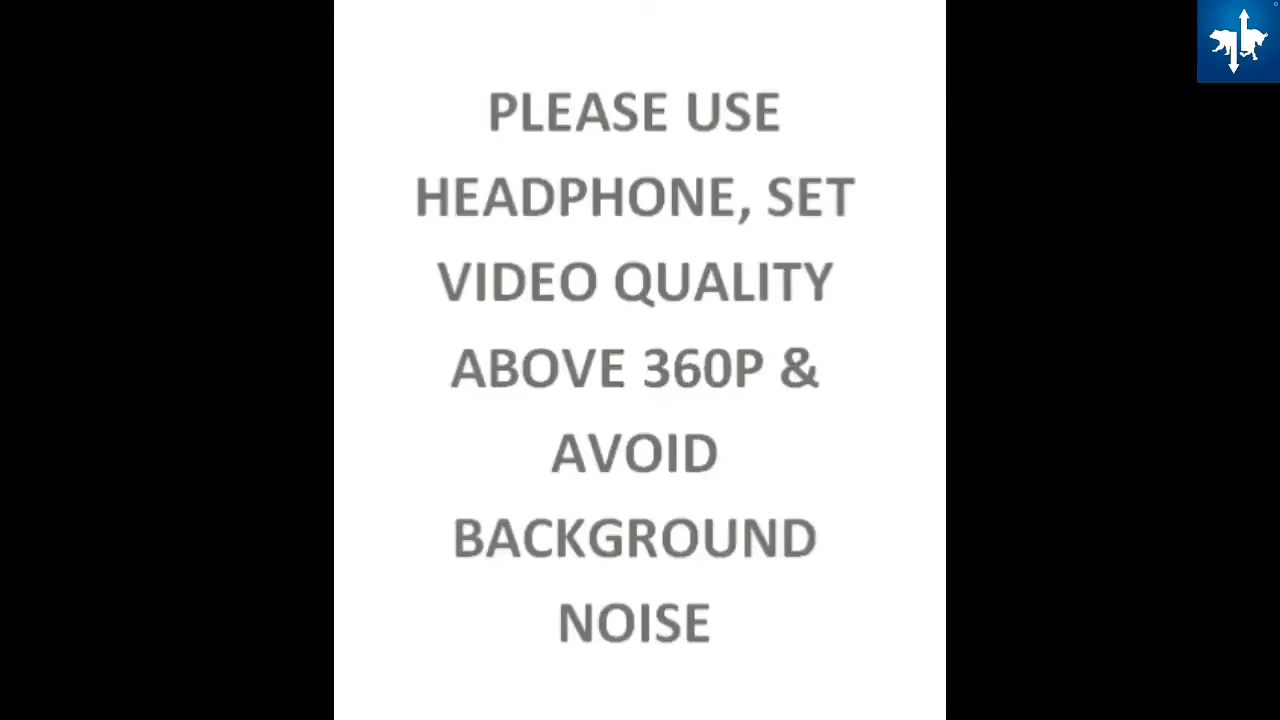 PLEASE USE
HEADPHONE, SET
VIDEO QUALITY
ABOVE 360P &
AVOID
BACKGROUND
NOISE